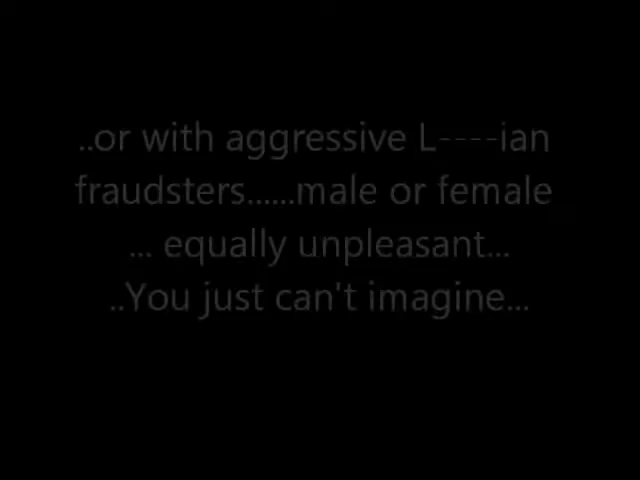 ..or with aggressive L----ian
fraudsters......male or female
... equally unpleasant...
..You just can't imagine...